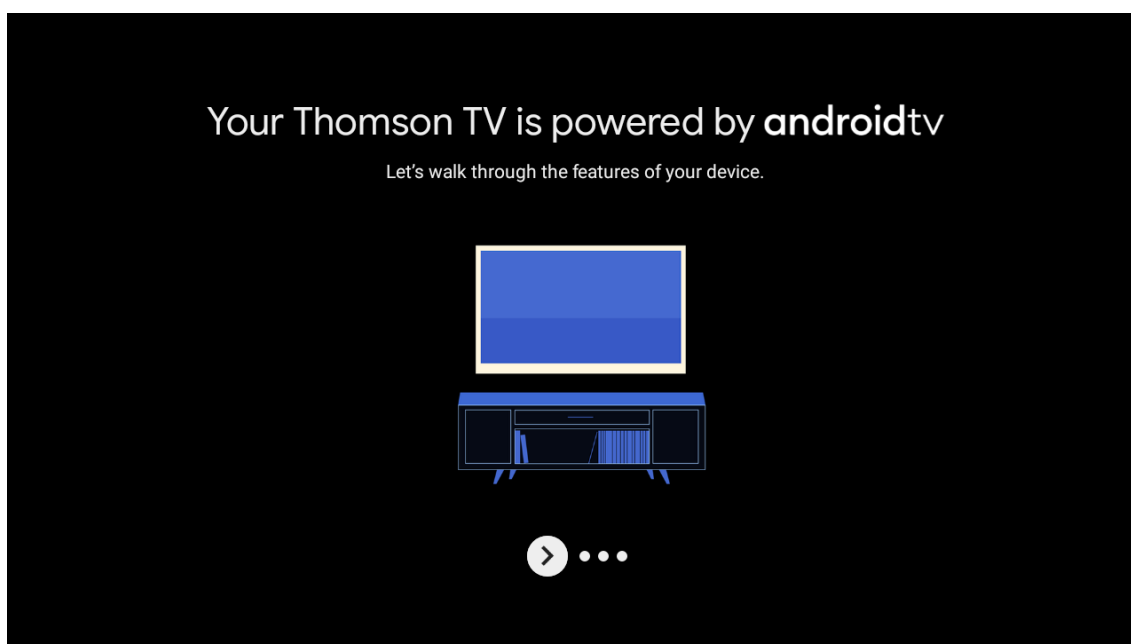 Your Thomson TV is powered by androidtv
Let’s walk through the features of your device.